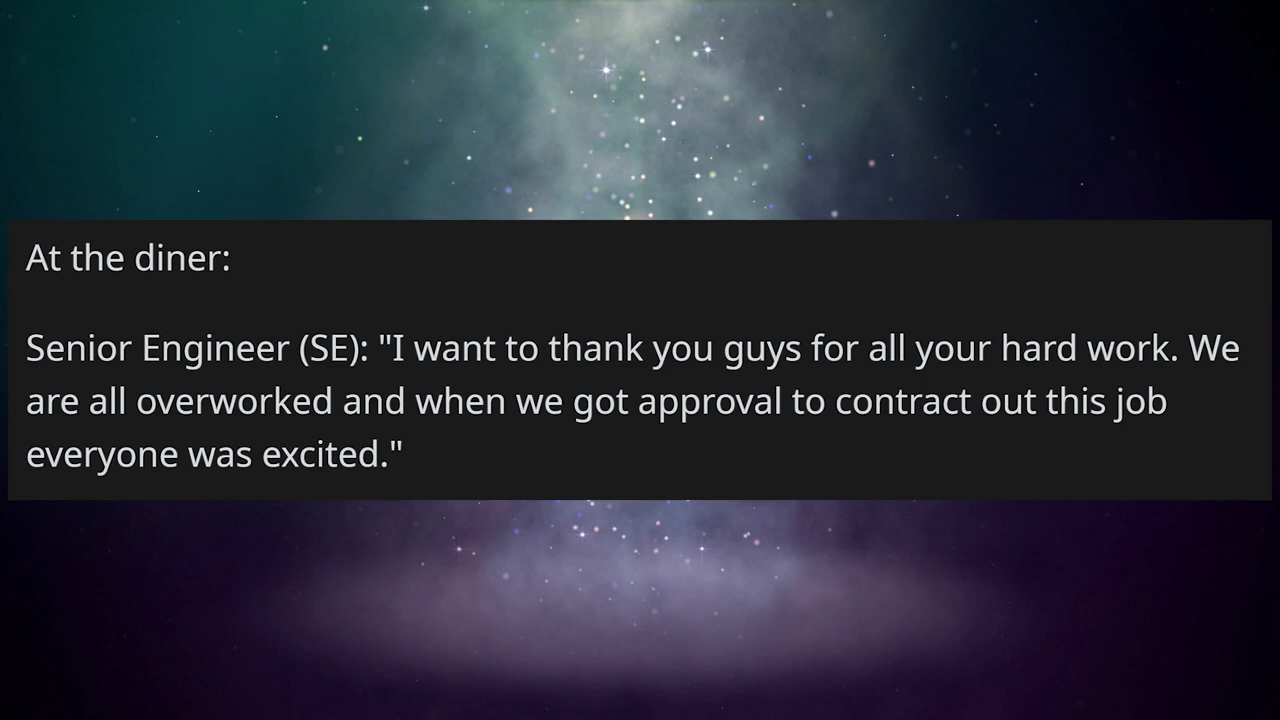 At the diner:
Senior Engineer (SE): "I want to thank you guys for all your hard work. We
are all overworked and when we got approval to contract out this job
everyone was excited."